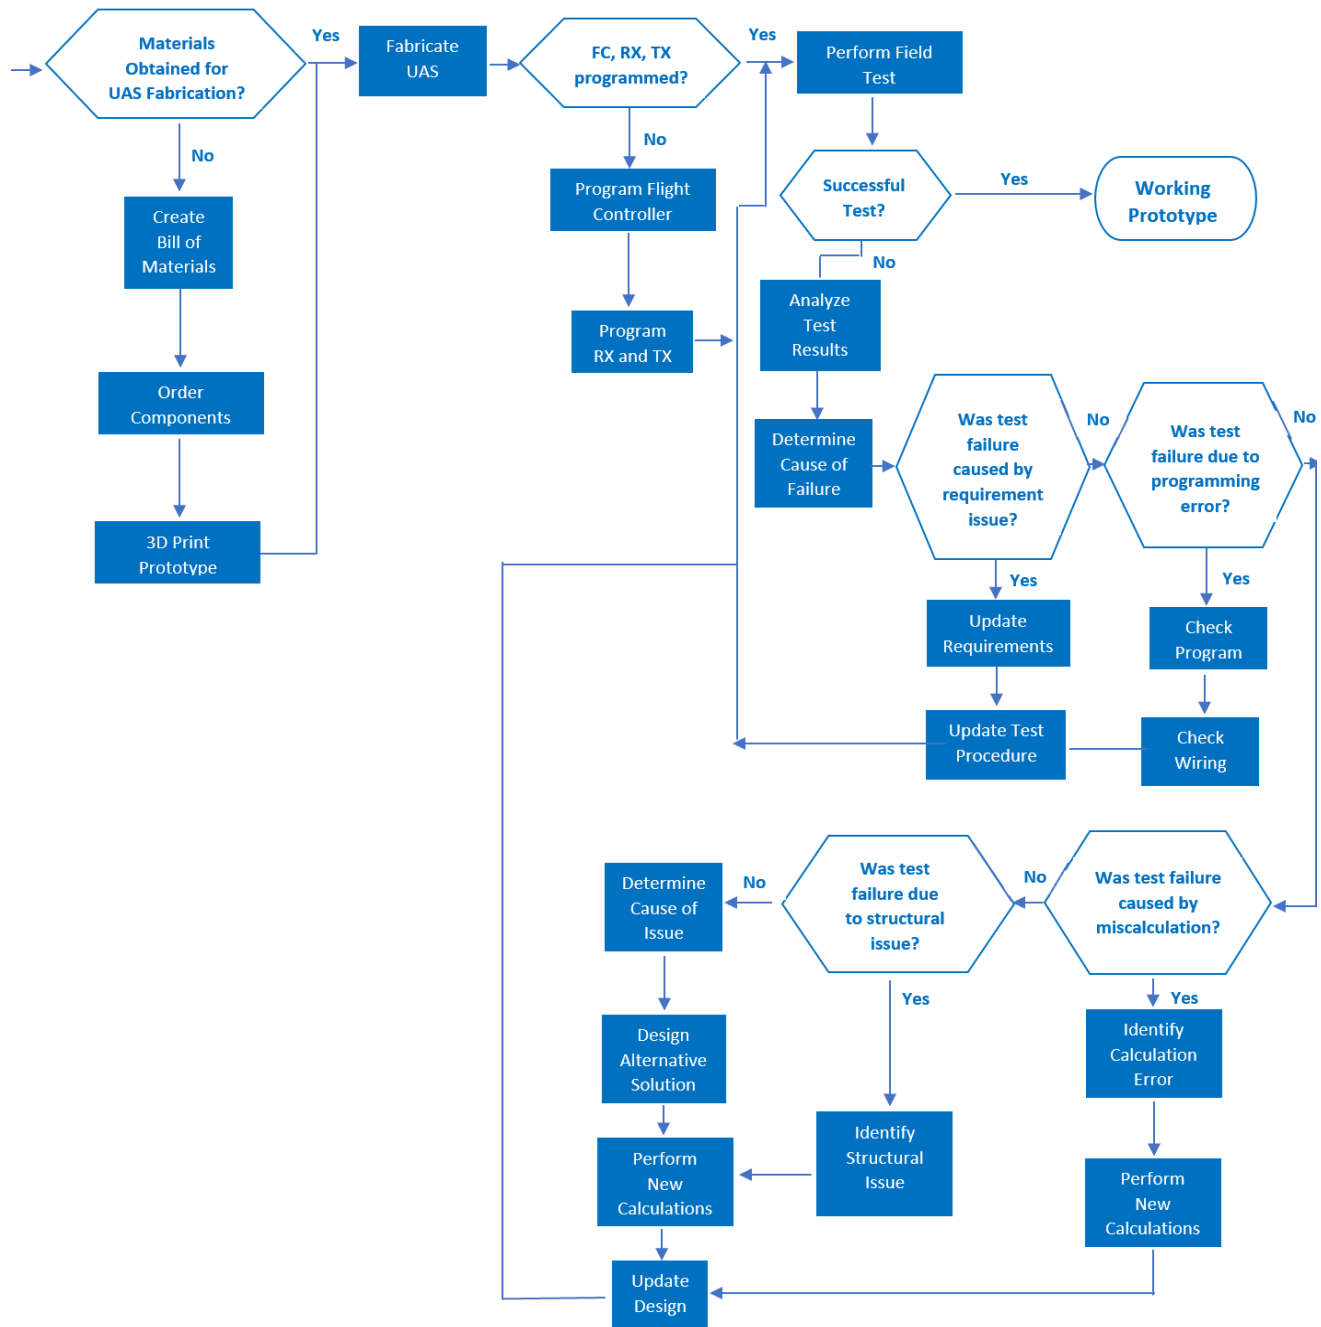 Materials
Obtained for
UAS Fabrication?
Yes
Fabricate
UAS
FC, RX, TX
programmed?
Yes
Perform Field
Test
No
Create
Bill of
Materials
Order
Components
3D Print
Prototype
No
Program Flight
Controller
Program
RX and TX
Successful
Test?
Yes
Working
Prototype
No
Analyze
Test
Results
Determine
Cause of
Failure
Was test
failure
caused by
requirement
issue?
No
Was test
failure due to
programming
error?
No
Yes
Update
Requirements
Update Test
Procedure
Yes
Check
Program
Check
Wiring
Was test failure
caused by
miscalculation?
No
Was test
failure due
to structural
issue?
No
Determine
Cause of
Issue
Design
Alternative
Solution
Perform
New
Calculations
Update
Design
Yes
Identify
Structural
Issue
Yes
Identify
Calculation
Error
Perform
New
Calculations